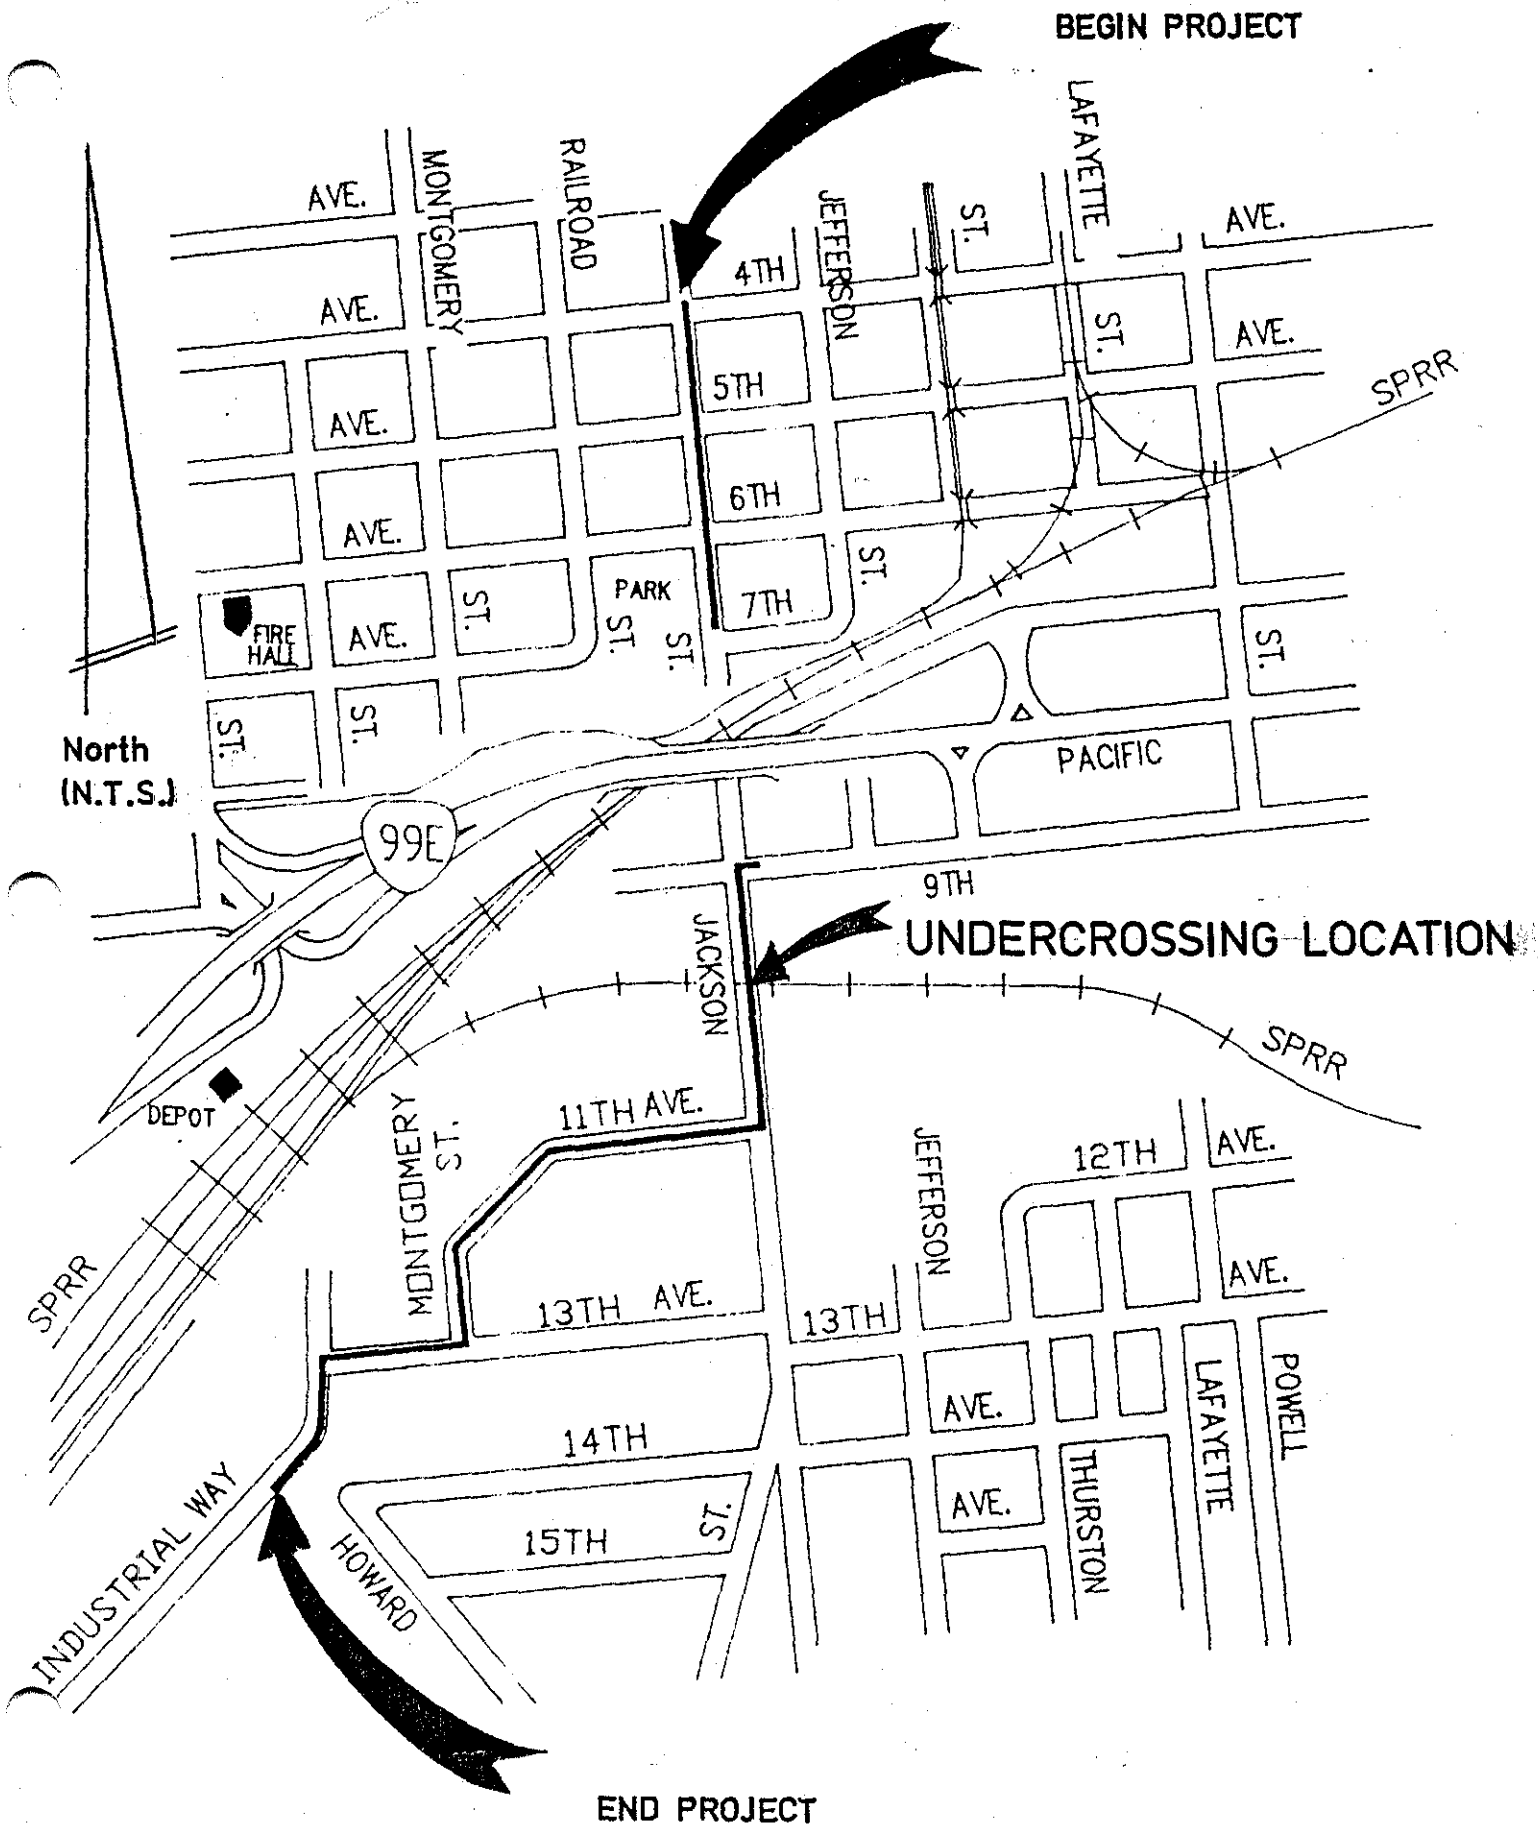 BEGIN PROJECT
LAFAYETTE
RAILROAD
MONTGOMERY
AVE.
JEFFERSON
ST.
AVE.
4TH
AVE.
ST.
AVE.
SPRR
5TH
AVE.
6TH
AVE.
ST.
PARK
7TH
ST.
ST.
FIRE
HALL
AVE.
ST.
ST.
ST.
ST.
North
(N.T.S.)
PACIFIC
99E
9TH
JACKSON
UNDERCROSSING LOCATION
SPRR
DEPOT
MONTGOMERY
ST.
11TH AVE.
JEFFERSON
12TH
AVE.
SPRR
13TH AVE.
13TH
AVE.
AVE.
LAFAYETTE
POWELL
14TH
THURSTON
INDUSTRIAL WAY
15TH
ST.
AVE.
HOWARD
END PROJECT